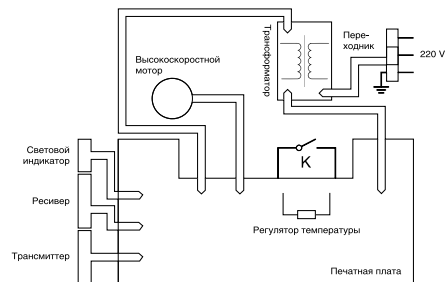 Трансформатор
Пере-
ходник
220 V
Высокоскоростной
мотор
Световой
индикатор
K
Ресивер
Регулятор температуры
Трансмиттер
Печатная плата